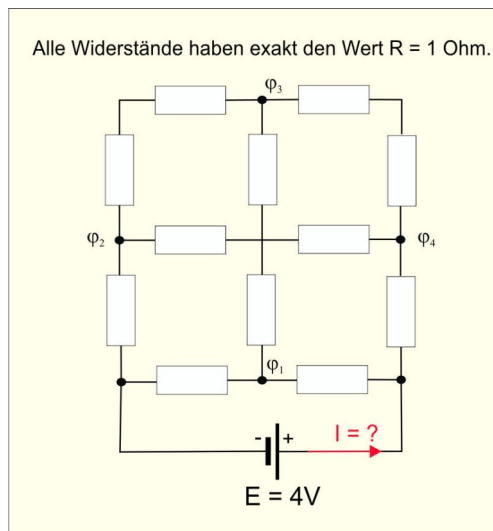 Alle Widerstände haben exakt den Wert R = 1 Ohm.
φ3
φ2
φ4
φ1
- +
I = ?
E = 4V